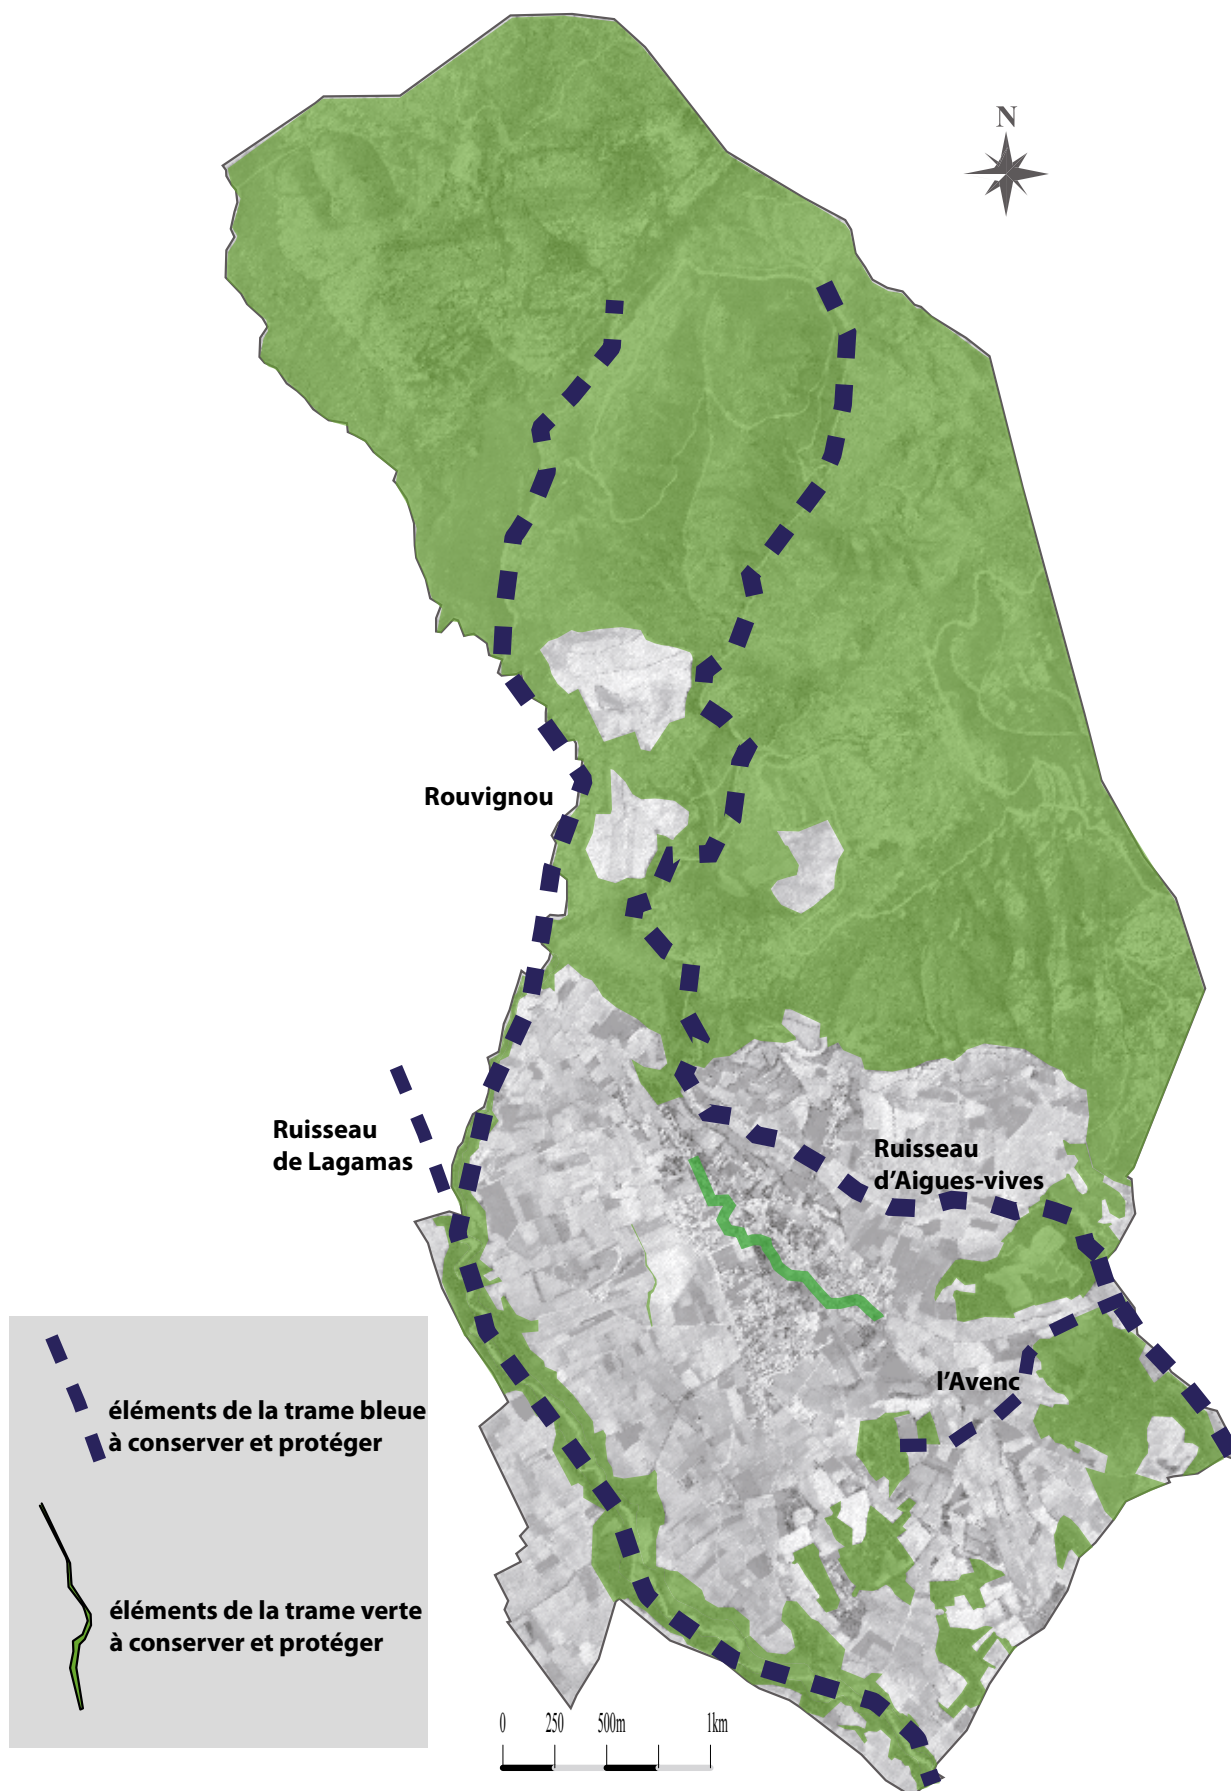 N
Rouvignou
Ruisseau
de Lagamas
Ruisseau
d'Aigues-vives
l'Avenc
éléments de la trame bleue
à conserver et protéger
éléments de la trame verte
à conserver et protéger
0 250 500m 1km